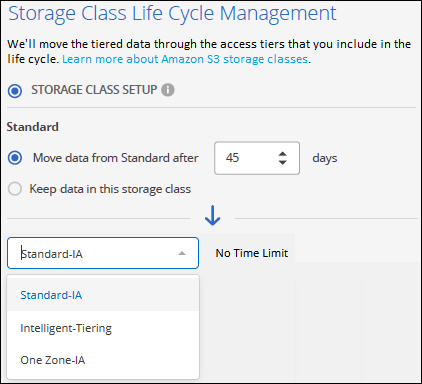 Storage Class Life Cycle Management
We'll move the tiered data through the access tiers that you include in the
life cycle. Learn more about Amazon S3 storage classes.
STORAGE CLASS SETUP
Standard
Move data from Standard after 45 days
Keep data in this storage class
Standard-IA No Time Limit
Standard-IA
Intelligent-Tiering
One Zone-IA